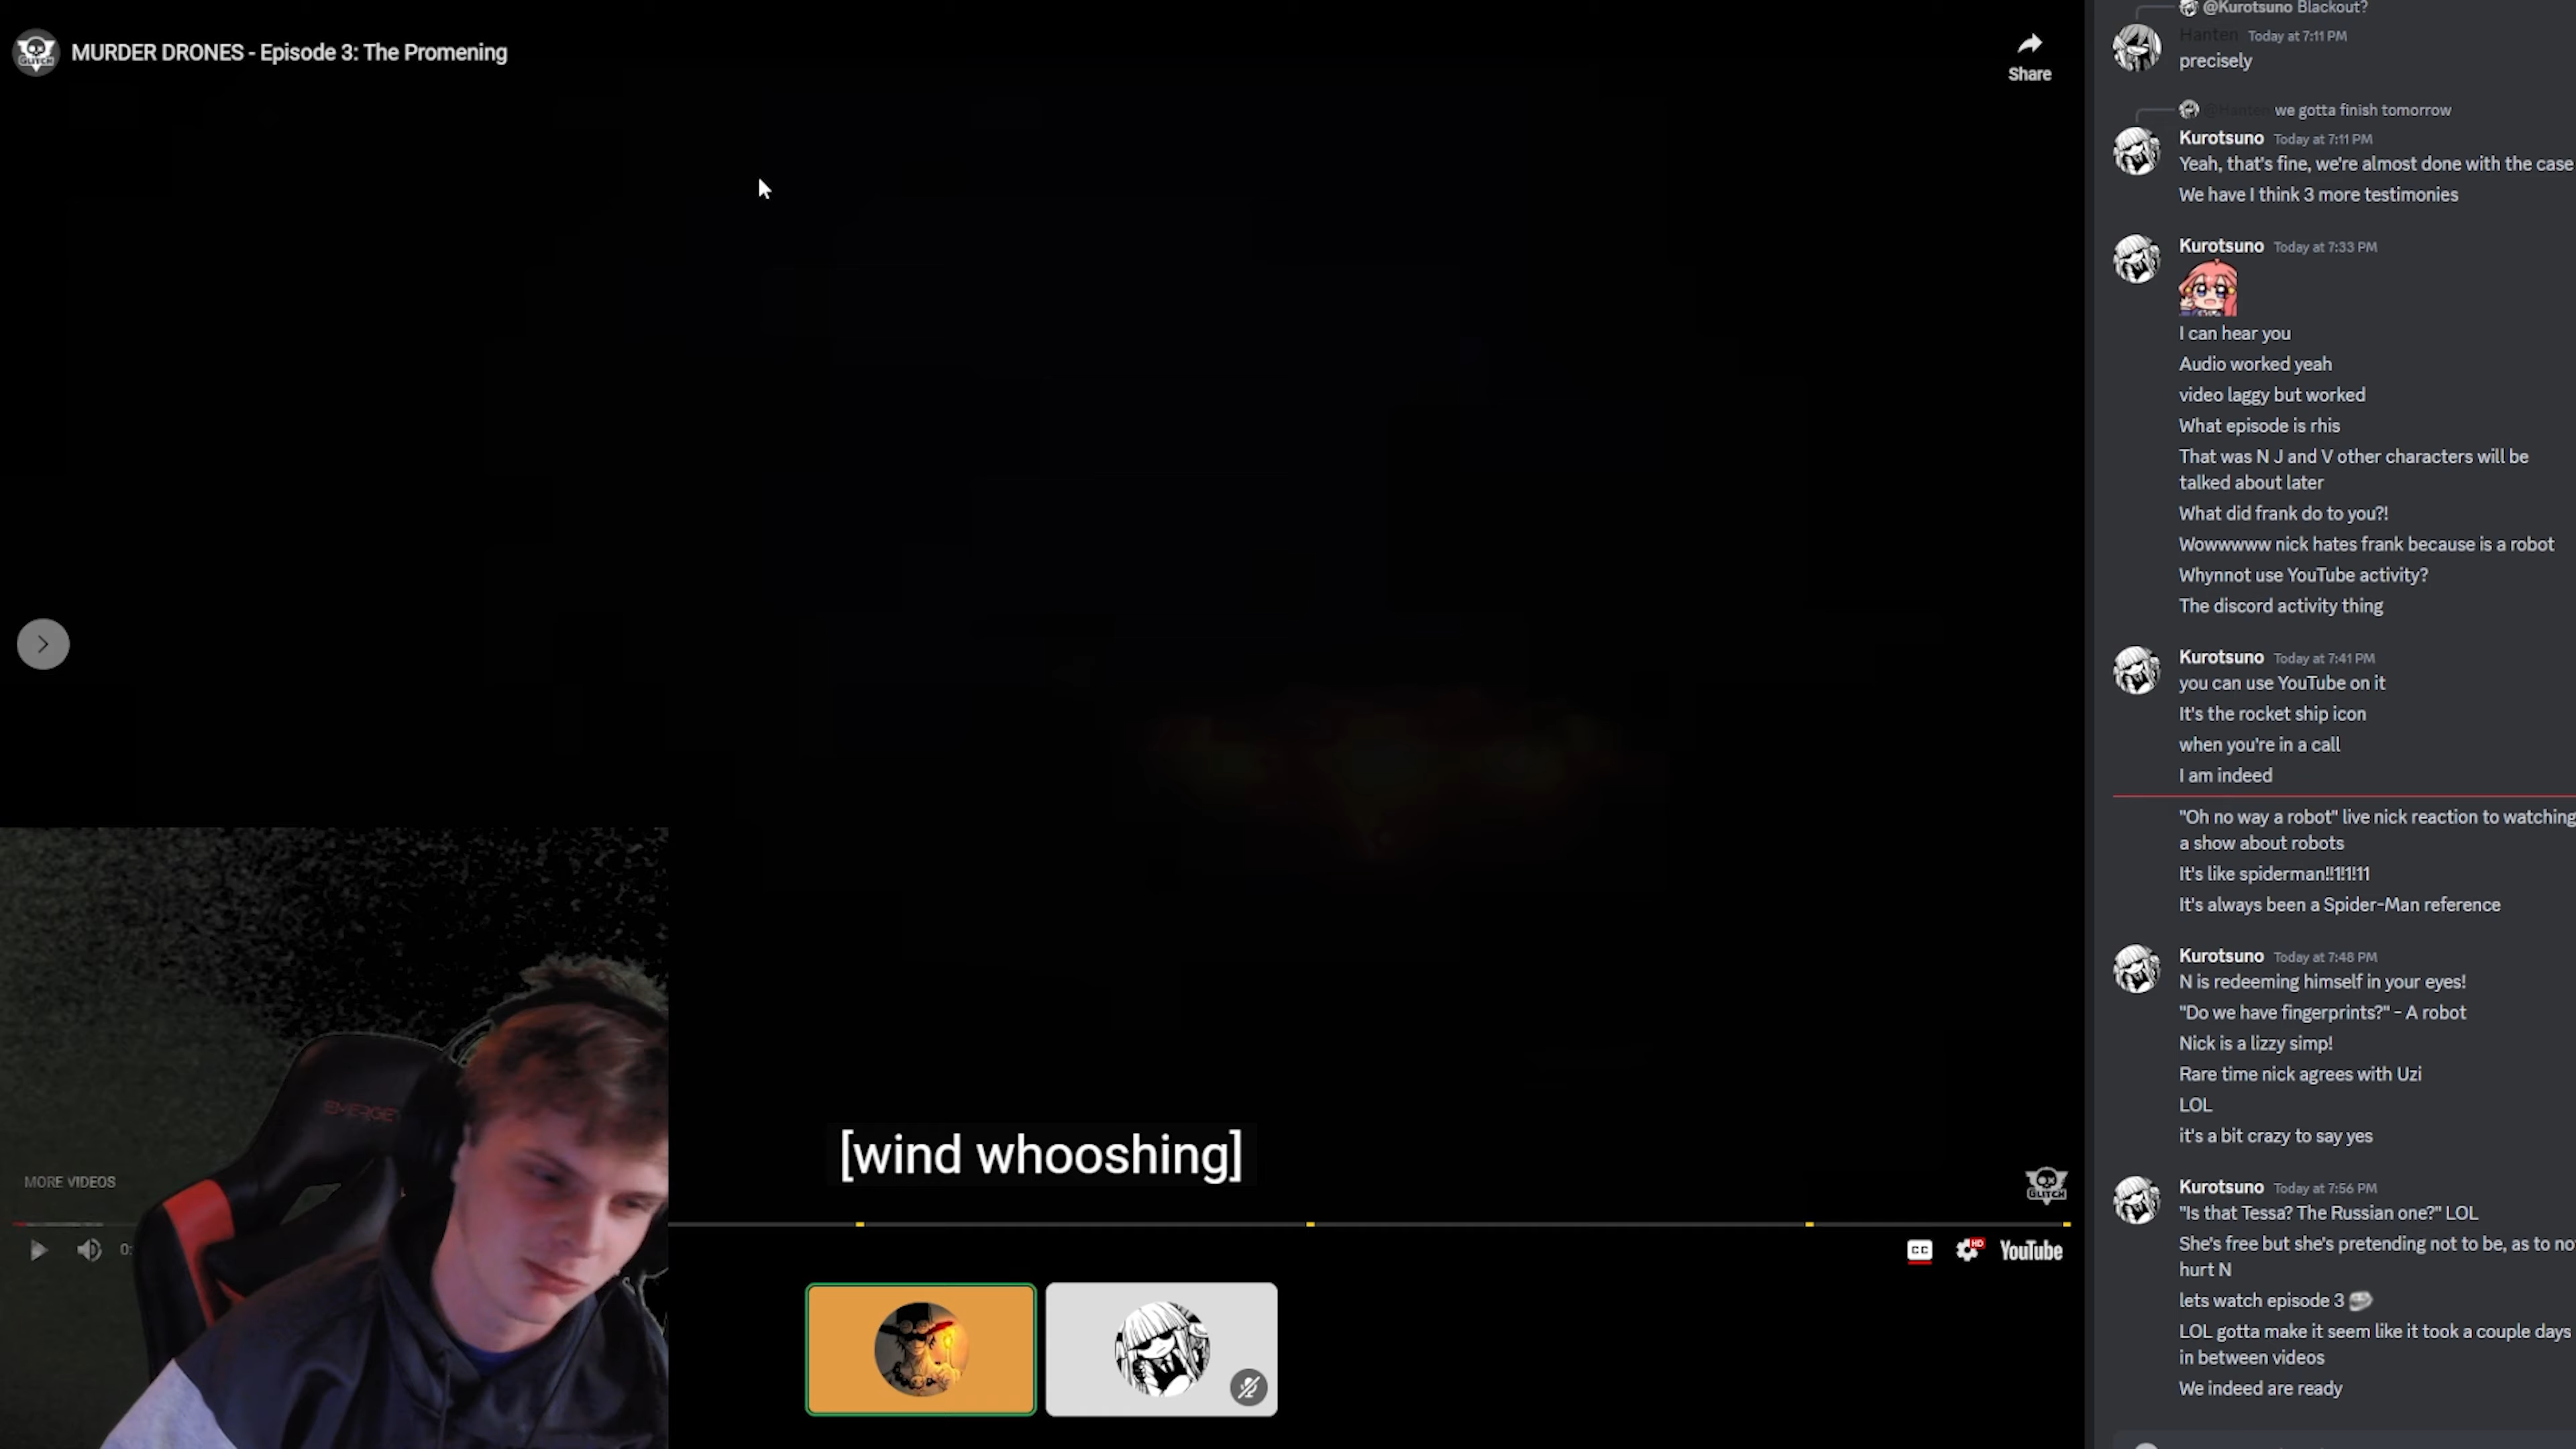 MURDER DRONES - Episode 3: The Promening
Share
[wind whooshing]
MORE VIDEOS
0:
CC
HD
YouTube
GLITCH
GLITCH
EMERGE
@Kurotsuno Blackout?
Hanten Today at 7:11 PM
precisely
@Hanten we gotta finish tomorrow
Kurotsuno Today at 7:11 PM
Yeah, that's fine, we're almost done with the case
We have I think 3 more testimonies
Kurotsuno Today at 7:33 PM
I can hear you
Audio worked yeah
video laggy but worked
What episode is rhis
That was N J and V other characters will be
talked about later
What did frank do to you?!
Wowwwww nick hates frank because is a robot
Whynnot use YouTube activity?
The discord activity thing
Kurotsuno Today at 7:41 PM
you can use YouTube on it
It's the rocket ship icon
when you're in a call
I am indeed
"Oh no way a robot" live nick reaction to watching
a show about robots
It's like spiderman!!1!1!11
It's always been a Spider-Man reference
Kurotsuno Today at 7:48 PM
N is redeeming himself in your eyes!
"Do we have fingerprints?" - A robot
Nick is a lizzy simp!
Rare time nick agrees with Uzi
LOL
it's a bit crazy to say yes
Kurotsuno Today at 7:56 PM
"Is that Tessa? The Russian one?" LOL
She's free but she's pretending not to be, as to no
hurt N
lets watch episode 3
LOL gotta make it seem like it took a couple days
in between videos
We indeed are ready